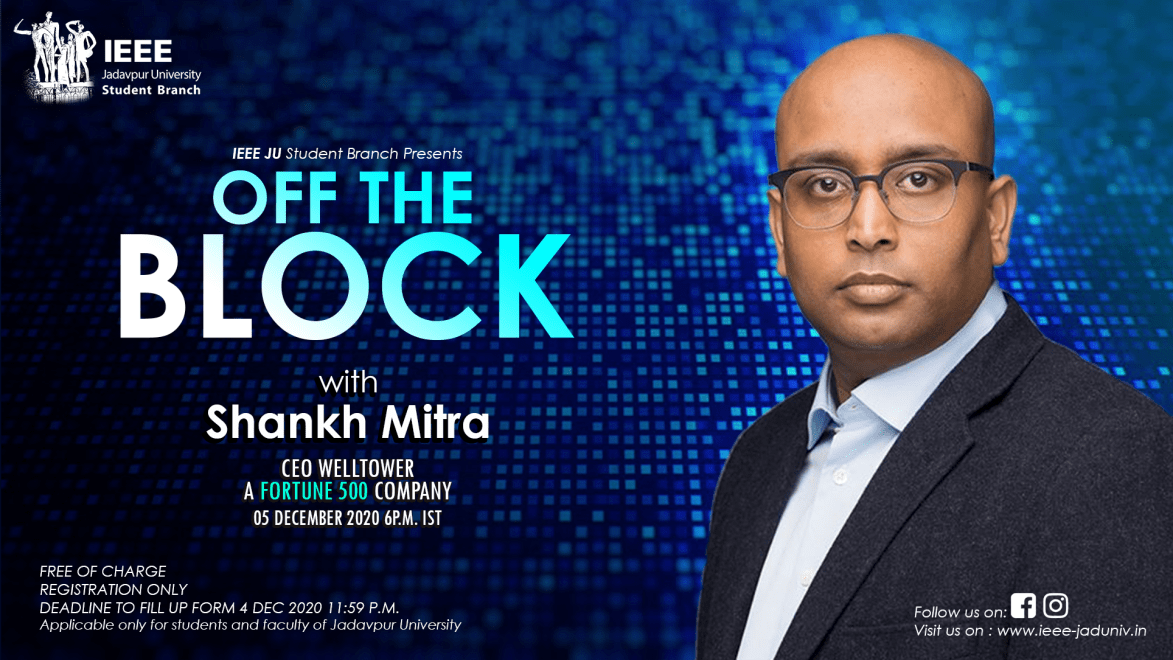 IEEE
Jadavpur University
Student Branch
IEEE JU Student Branch Presents
OFF THE
BLOCK
with
Shankh Mitra
CEO WELLTOWER
A FORTUNE 500 COMPANY
05 DECEMBER 2020 6P.M. IST
FREE OF CHARGE
REGISTRATION ONLY
DEADLINE TO FILL UP FORM 4 DEC 2020 11:59 P.M.
Applicable only for students and faculty of Jadavpur University
Follow us on:
Visit us on : www.ieee-jaduniv.in